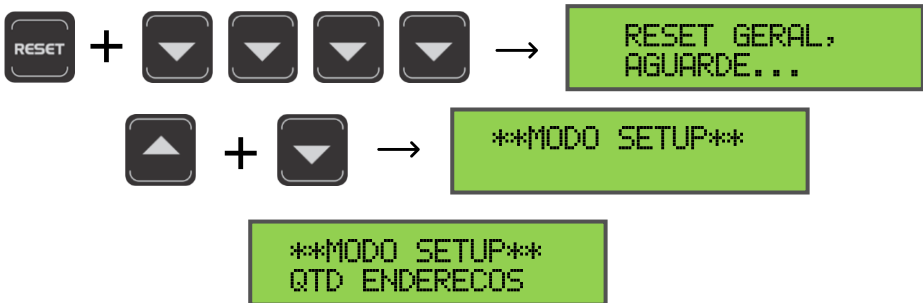 RESET
RESET GERAL,
AGUARDE...
**MODO SETUP**
**MODO SETUP**
QTD ENDERECOS